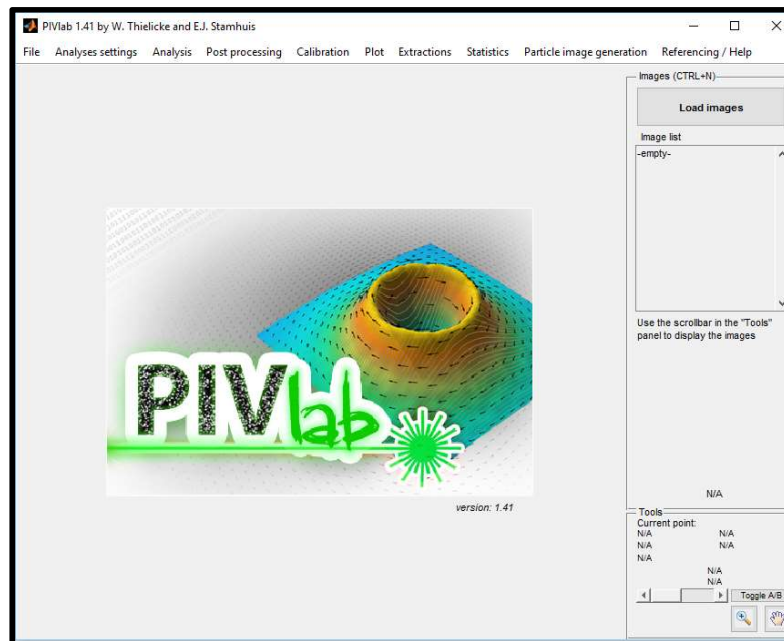 PIVlab 1.41 by W. Thielicke and E.J. Stamhuis
File Analyses settings Analysis Post processing Calibration Plot Extractions Statistics Particle image generation Referencing / Help
Images (CTRL+N)
Load images
Image list
-empty-
Use the scrollbar in the "Tools"
panel to display the images
PIVlab
version: 1.41
N/A
Tools
Current point:
N/A N/A
N/A N/A
N/A
N/A
N/A
Toggle A/B